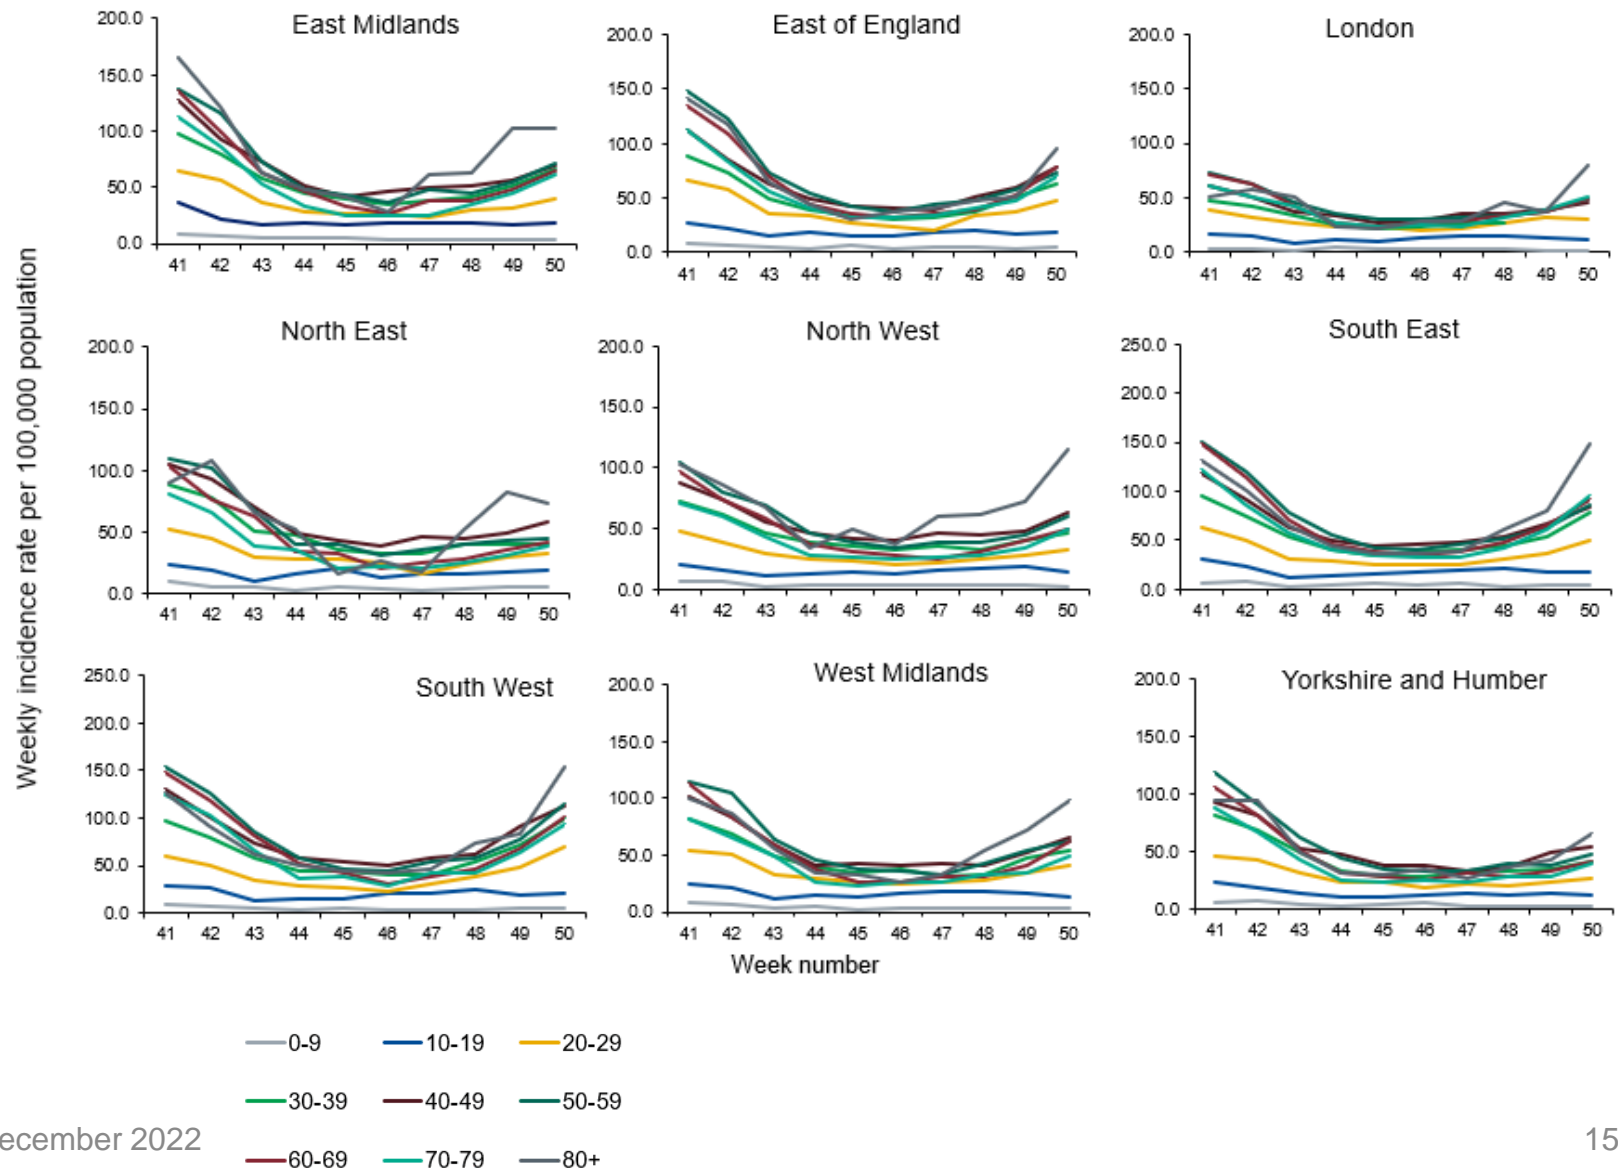 Weekly incidence rate per 100,000 population
East Midlands
200.0
150.0
100.0
50.0
0.0
41 42 43 44 45 46 47 48 49 50
East of England
200.0
150.0
100.0
50.0
0.0
41 42 43 44 45 46 47 48 49 50
London
200.0
150.0
100.0
50.0
0.0
41 42 43 44 45 46 47 48 49 50
North East
200.0
150.0
100.0
50.0
0.0
41 42 43 44 45 46 47 48 49 50
North West
200.0
150.0
100.0
50.0
0.0
41 42 43 44 45 46 47 48 49 50
South East
250.0
200.0
150.0
100.0
50.0
0.0
41 42 43 44 45 46 47 48 49 50
South West
250.0
200.0
150.0
100.0
50.0
0.0
41 42 43 44 45 46 47 48 49 50
West Midlands
200.0
150.0
100.0
50.0
0.0
41 42 43 44 45 46 47 48 49 50
Yorkshire and Humber
200.0
150.0
100.0
50.0
0.0
41 42 43 44 45 46 47 48 49 50
Week number
0-9 10-19 20-29
30-39 40-49 50-59
60-69 70-79 80+
ecember 2022
15